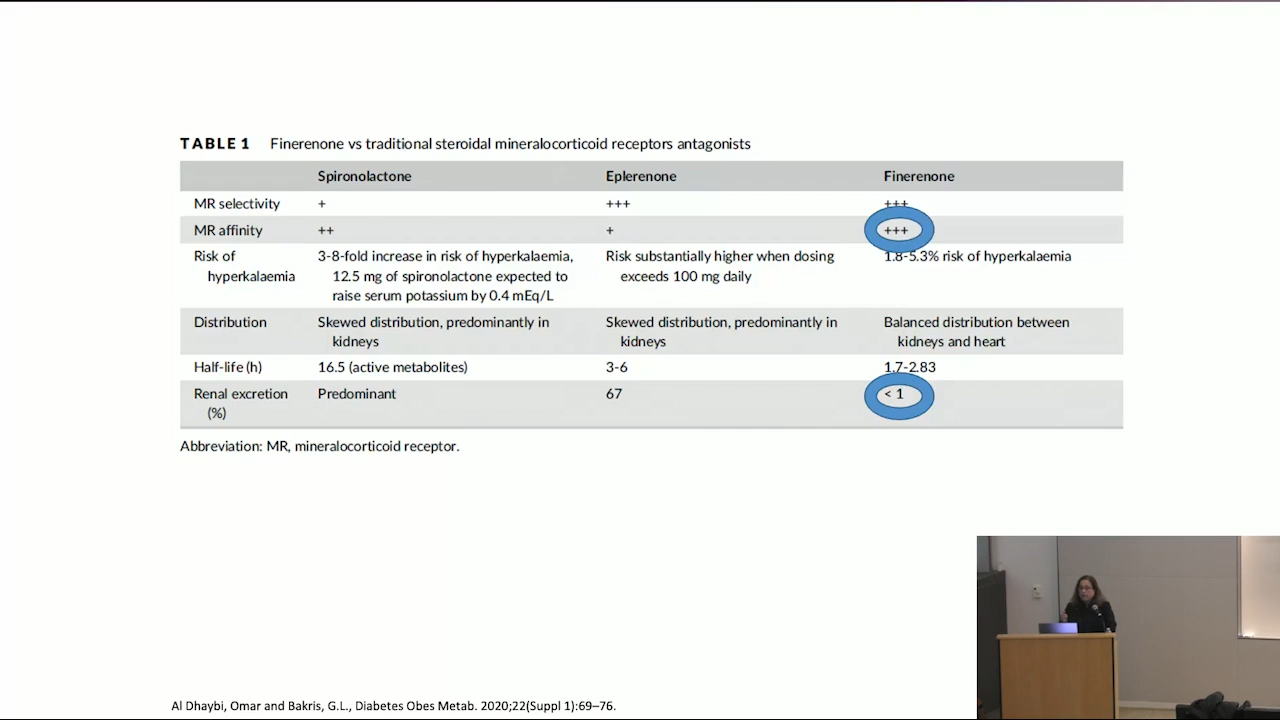 TABLE 1 Finerenone vs traditional steroidal mineralocorticoid receptors antagonists
Spironolactone Eplerenone Finerenone
MR selectivity + +++ +++
MR affinity ++ + +++
Risk of 3-8-fold increase in risk of hyperkalaemia, Risk substantially higher when dosing 1.8-5.3% risk of hyperkalaemia
hyperkalaemia 12.5 mg of spironolactone expected to exceeds 100 mg daily
raise serum potassium by 0.4 mEq/L
Distribution Skewed distribution, predominantly in Skewed distribution, predominantly in Balanced distribution between
kidneys kidneys kidneys and heart
Half-life (h) 16.5 (active metabolites) 3-6 1.7-2.83
Renal excretion Predominant 67 < 1
(%)
Abbreviation: MR, mineralocorticoid receptor.
Al Dhaybi, Omar and Bakris, G.L., Diabetes Obes Metab. 2020;22(Suppl 1):69–76.